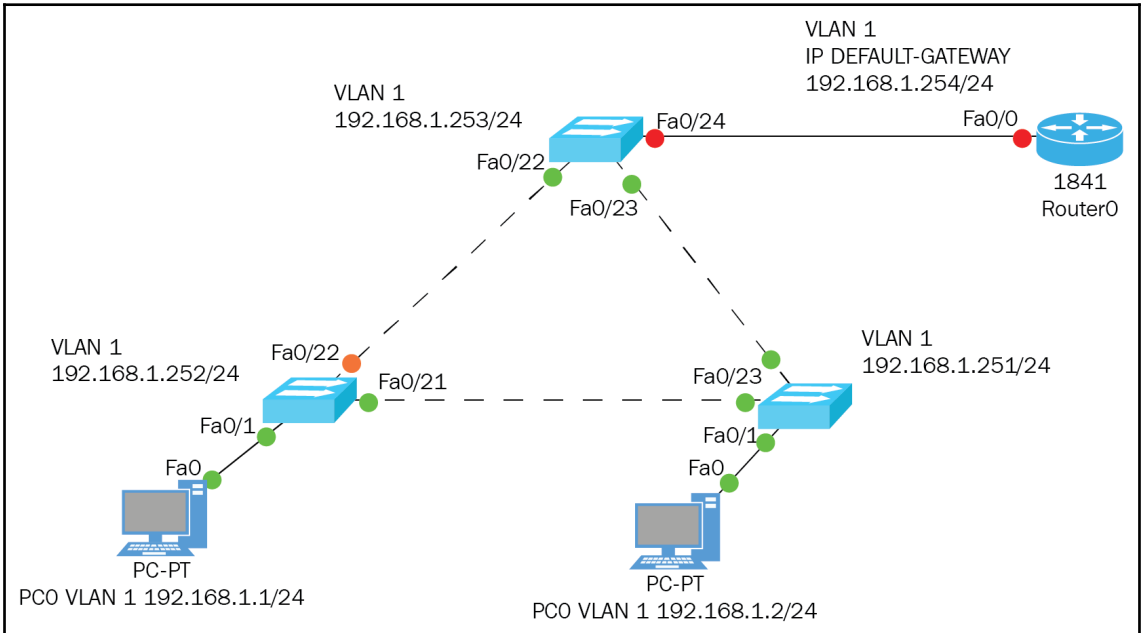 VLAN 1
IP DEFAULT-GATEWAY
192.168.1.254/24
VLAN 1
192.168.1.253/24
Fa0/24
Fa0/0
Fa0/22
Fa0/23
1841
Router0
VLAN 1
192.168.1.252/24
Fa0/22
Fa0/21
Fa0/1
Fa0
VLAN 1
192.168.1.251/24
Fa0/23
Fa0/1
Fa0
PC-PT
PC0 VLAN 1 192.168.1.1/24
PC-PT
PC0 VLAN 1 192.168.1.2/24